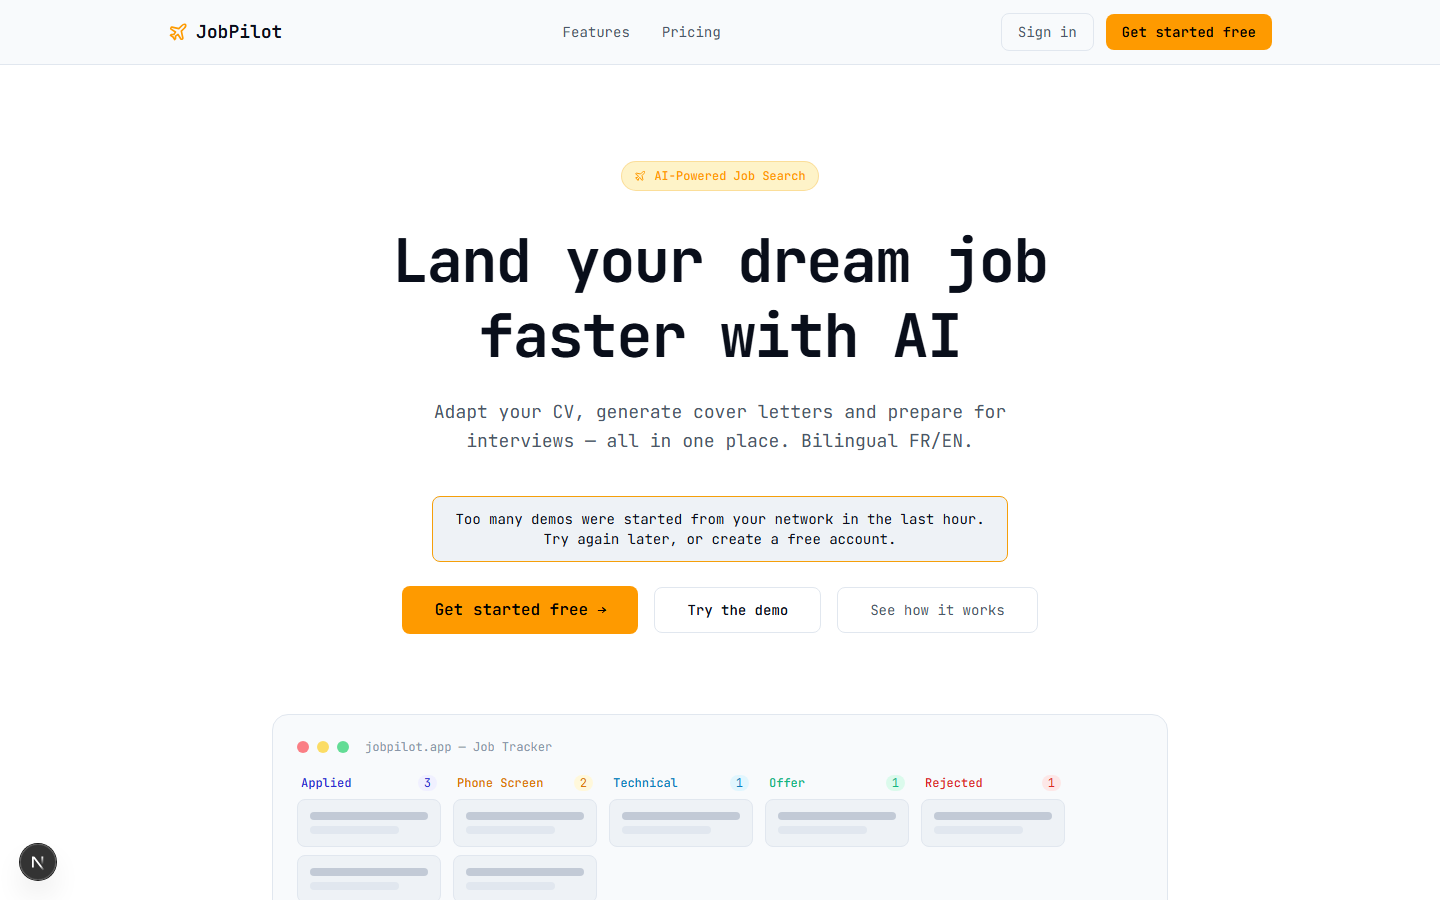 JobPilot
Features
Pricing
Sign in
Get started free
AI-Powered Job Search
Land your dream job
faster with AI
Adapt your CV, generate cover letters and prepare for
interviews — all in one place. Bilingual FR/EN.
Too many demos were started from your network in the last hour.
Try again later, or create a free account.
Get started free →
Try the demo
See how it works
jobpilot.app — Job Tracker
Applied 3
Phone Screen 2
Technical 1
Offer 1
Rejected 1
N